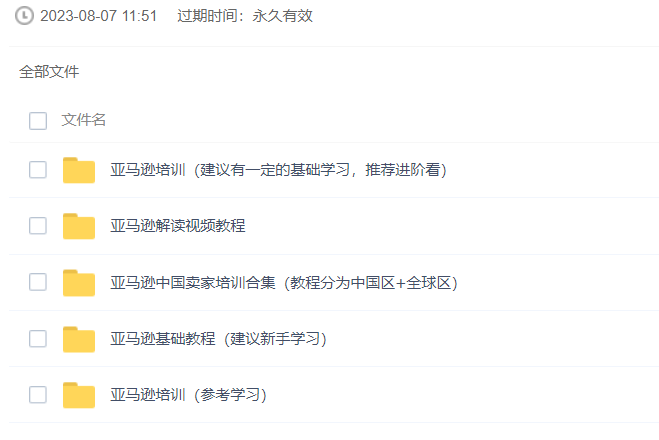 2023-08-07 11:51 过期时间：永久有效
全部文件
文件名
亚马逊培训（建议有一定的基础学习，推荐进阶看）
亚马逊解读视频教程
亚马逊中国卖家培训合集（教程分为中国区+全球区）
亚马逊基础教程（建议新手学习）
亚马逊培训（参考学习）